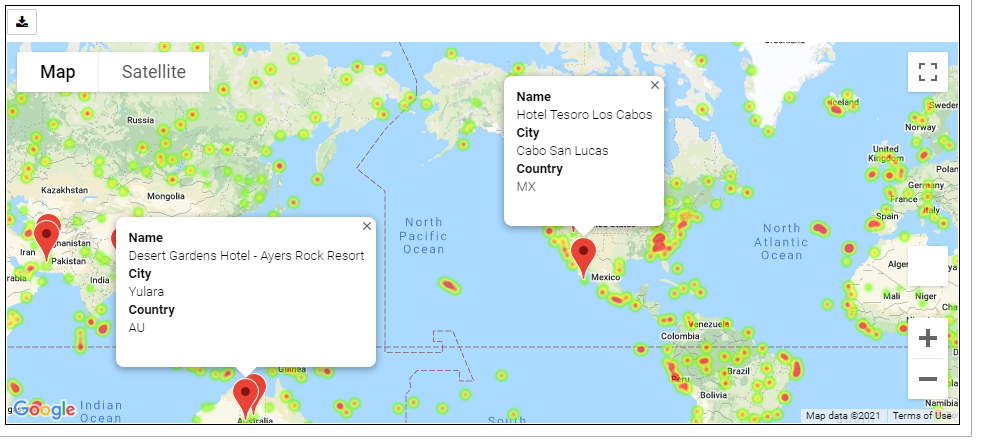 Map
Satellite
Name
Hotel Tesoro Los Cabos
City
Cabo San Lucas
Country
MX
Name
Desert Gardens Hotel - Ayers Rock Resort
City
Yulara
Country
AU
Russia
Kazakhstan
Mongolia
Iran
Pakistan
India
North
Pacific
Ocean
Iceland
Norway
United
Kingdom
Germany
France
Spain
Italy
North
Atlantic
Ocean
Mexico
Mali
Niger
Venezuela
Colombia
Brazil
Peru
Bolivia
Namibia
Guinea
Australia
Indian
Ocean
South
Google
Map data ©2021
Terms of Use